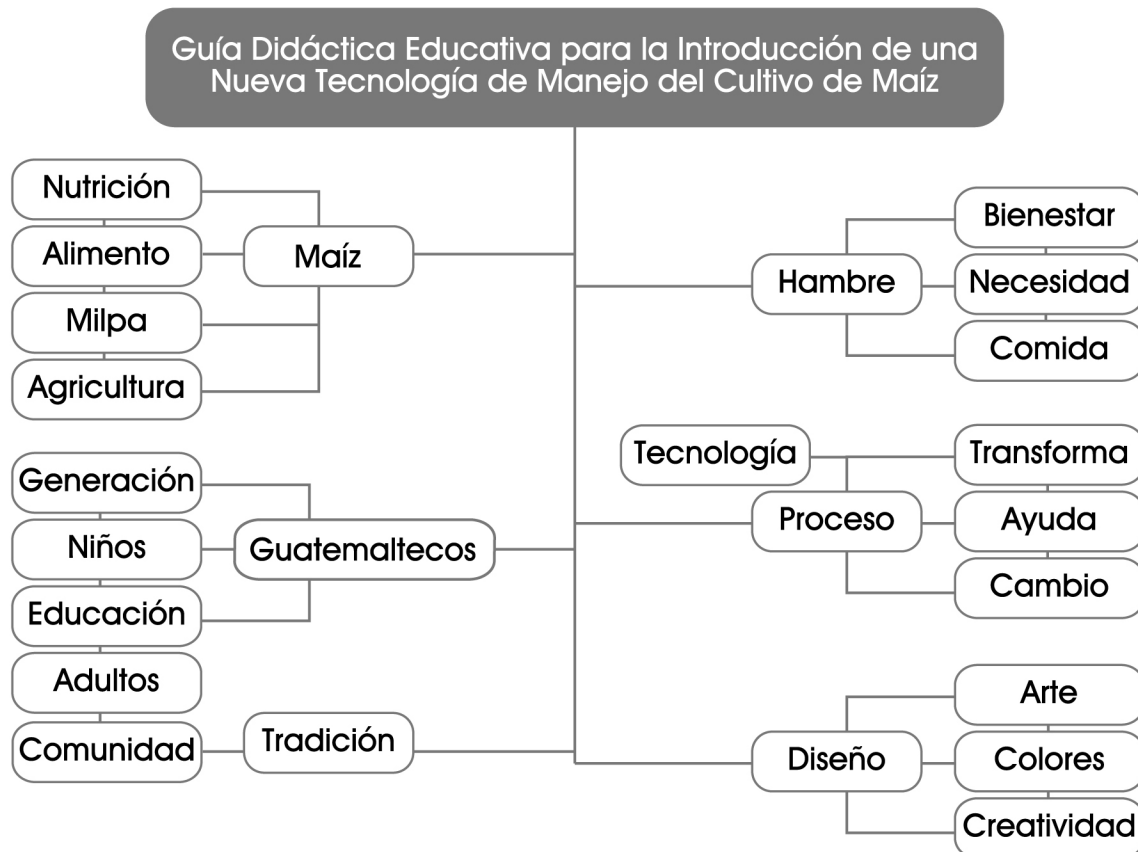 Guía Didáctica Educativa para la Introducción de una
Nueva Tecnología de Manejo del Cultivo de Maíz
Nutrición
Alimento
Milpa
Agricultura
Maíz
Generación
Niños
Educación
Adultos
Comunidad
Guatemaltecos
Tradición
Hambre
Bienestar
Necesidad
Comida
Tecnología
Proceso
Transforma
Ayuda
Cambio
Diseño
Arte
Colores
Creatividad